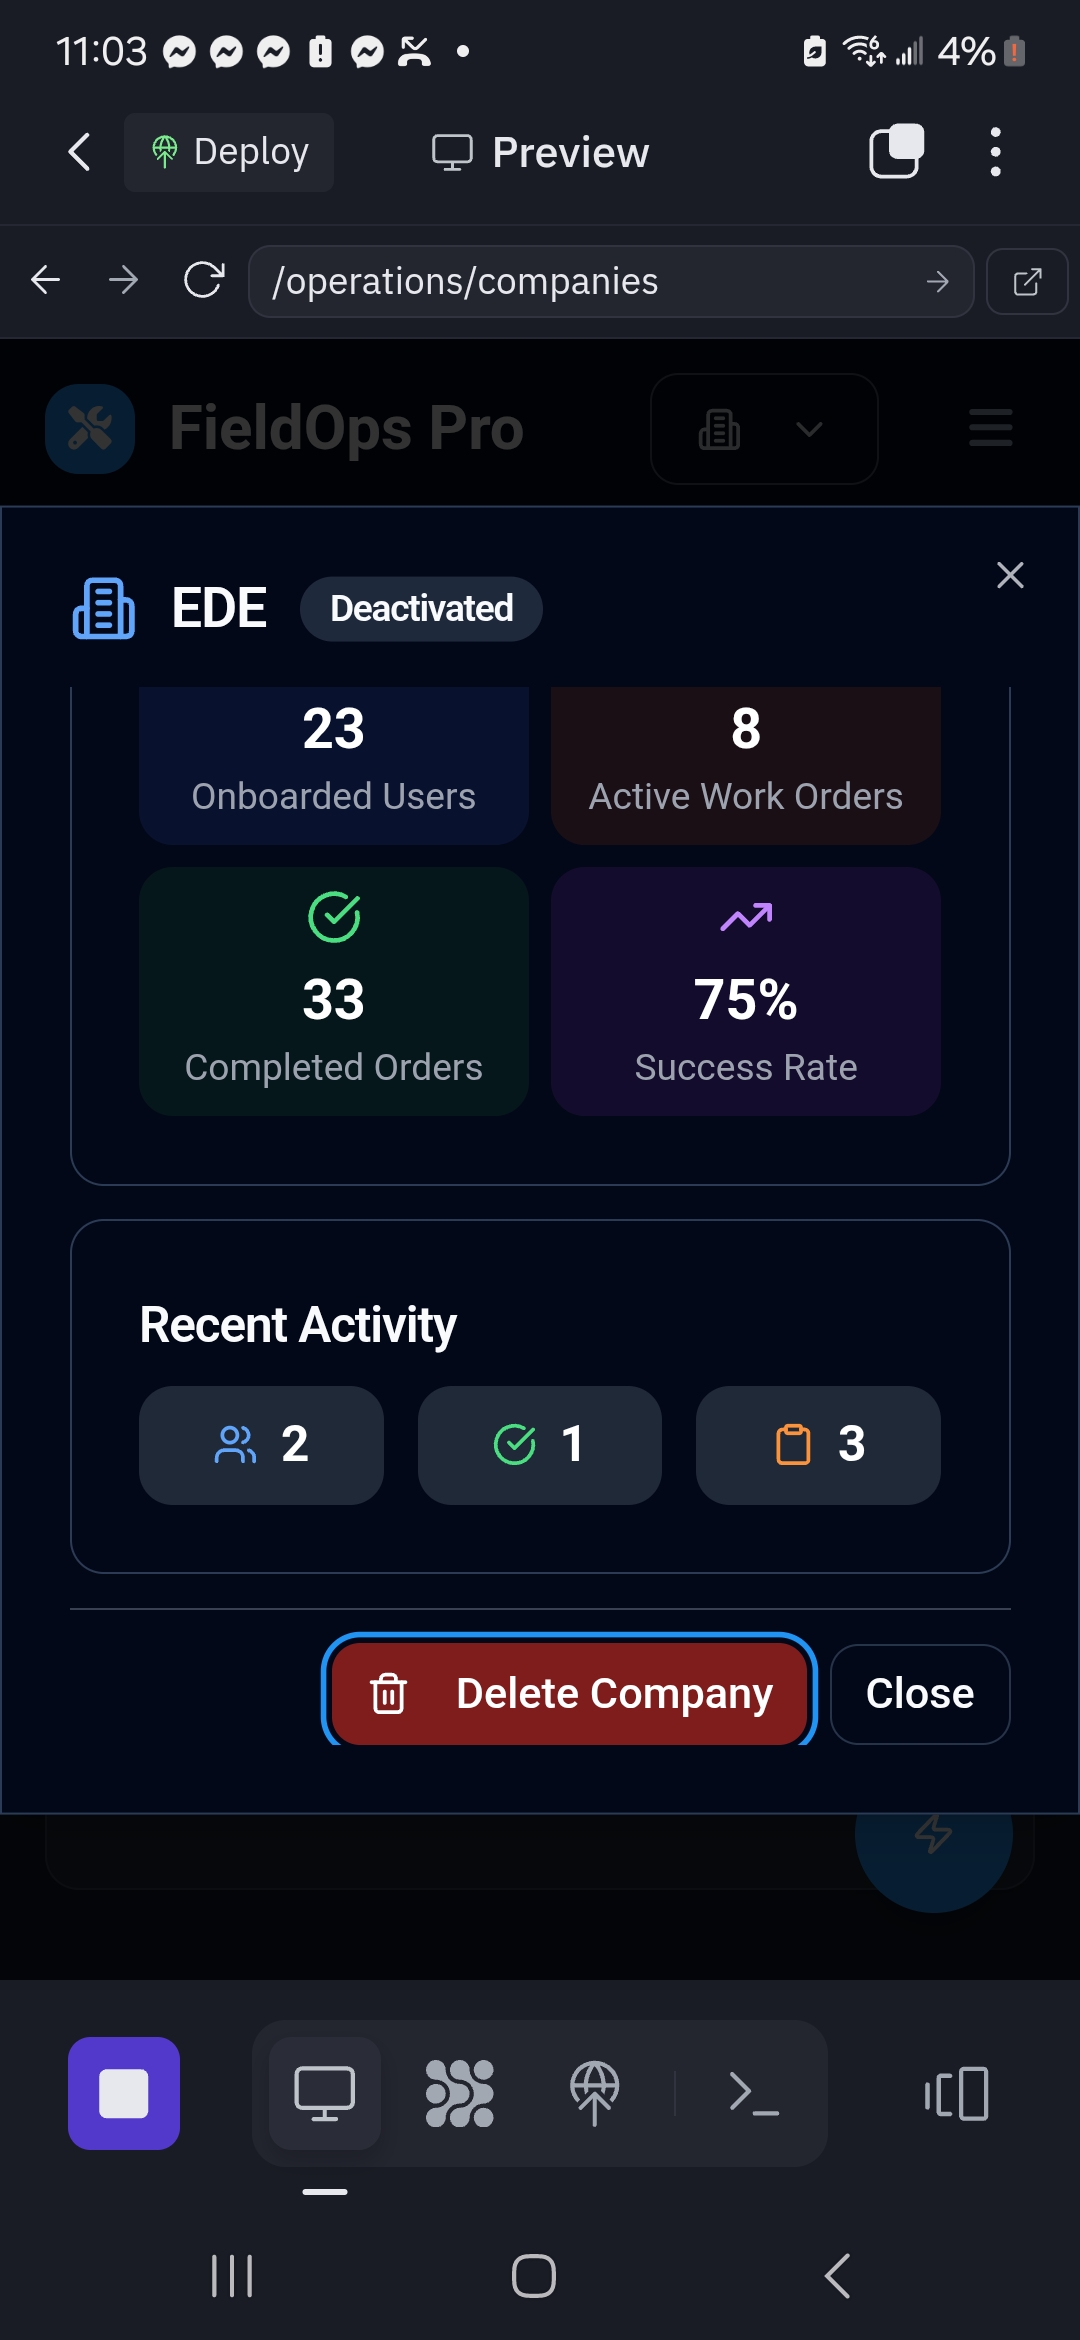 11:03
6
4%
Deploy
Preview
/operations/companies
FieldOps Pro
EDE
Deactivated
23
8
Onboarded Users
Active Work Orders
33
75%
Completed Orders
Success Rate
Recent Activity
2
1
3
Delete Company
Close